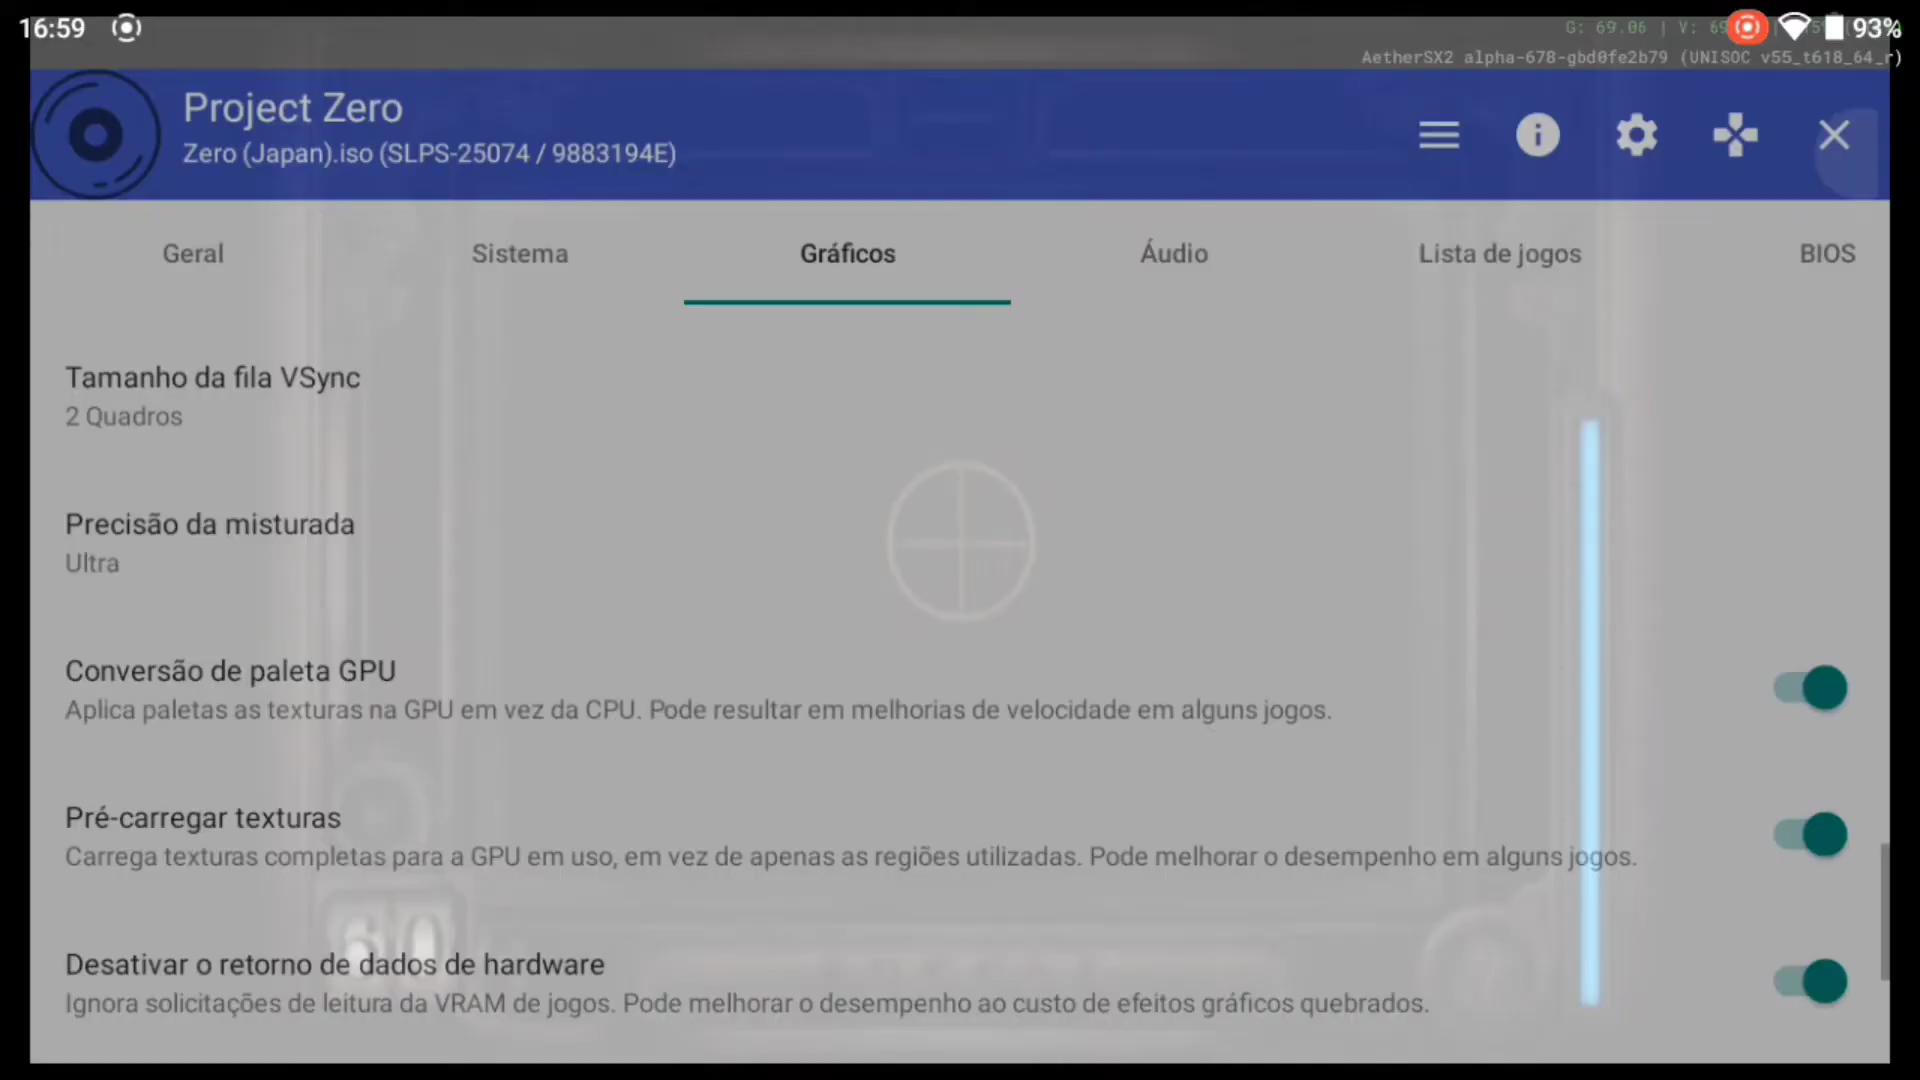 16:59
93%
G: 69.06 | V: 69
AetherSX2 alpha-678-gbd0fe2b79 (UNISOC v55_t618_64_r)
Project Zero
Zero (Japan).iso (SLPS-25074 / 9883194E)
Geral
Sistema
Gráficos
Áudio
Lista de jogos
BIOS
Tamanho da fila VSync
2 Quadros
Precisão da misturada
Ultra
Conversão de paleta GPU
Aplica paletas as texturas na GPU em vez da CPU. Pode resultar em melhorias de velocidade em alguns jogos.
Pré-carregar texturas
Carrega texturas completas para a GPU em uso, em vez de apenas as regiões utilizadas. Pode melhorar o desempenho em alguns jogos.
60
Desativar o retorno de dados de hardware
Ignora solicitações de leitura da VRAM de jogos. Pode melhorar o desempenho ao custo de efeitos gráficos quebrados.